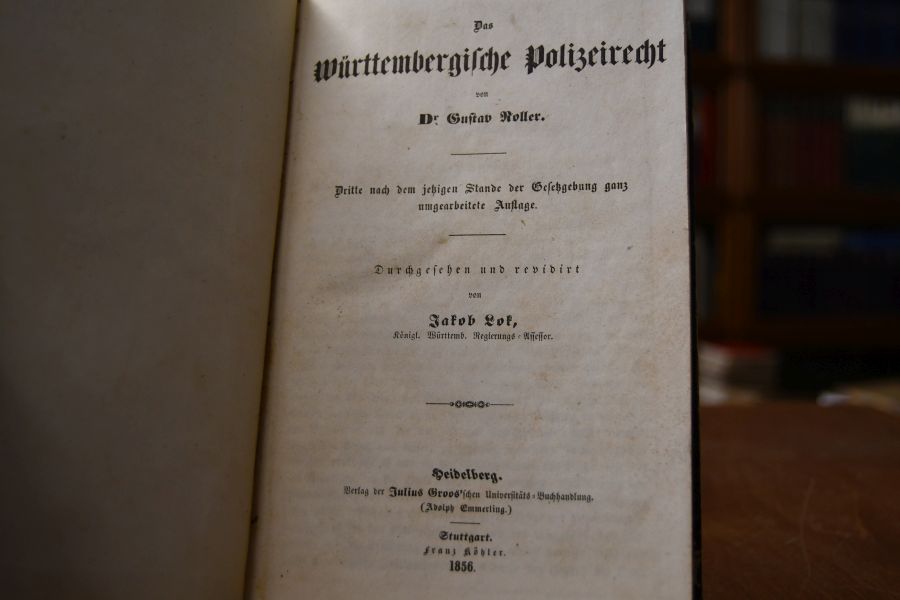 Das
Württembergische Polizeirecht
von
Dr. Gustav Roller.
Dritte nach dem jetzigen Stande der Gesetzgebung ganz
umgearbeitete Auflage.
Durchgesehen und revidirt
von
Jakob Lok,
Königl. Württemb. Regierungs-Assessor.
Heidelberg.
Verlag der Julius Groos'schen Universitäts-Buchhandlung.
(Adolph Emmerling.)
Stuttgart.
Franz Köhler.
1856.